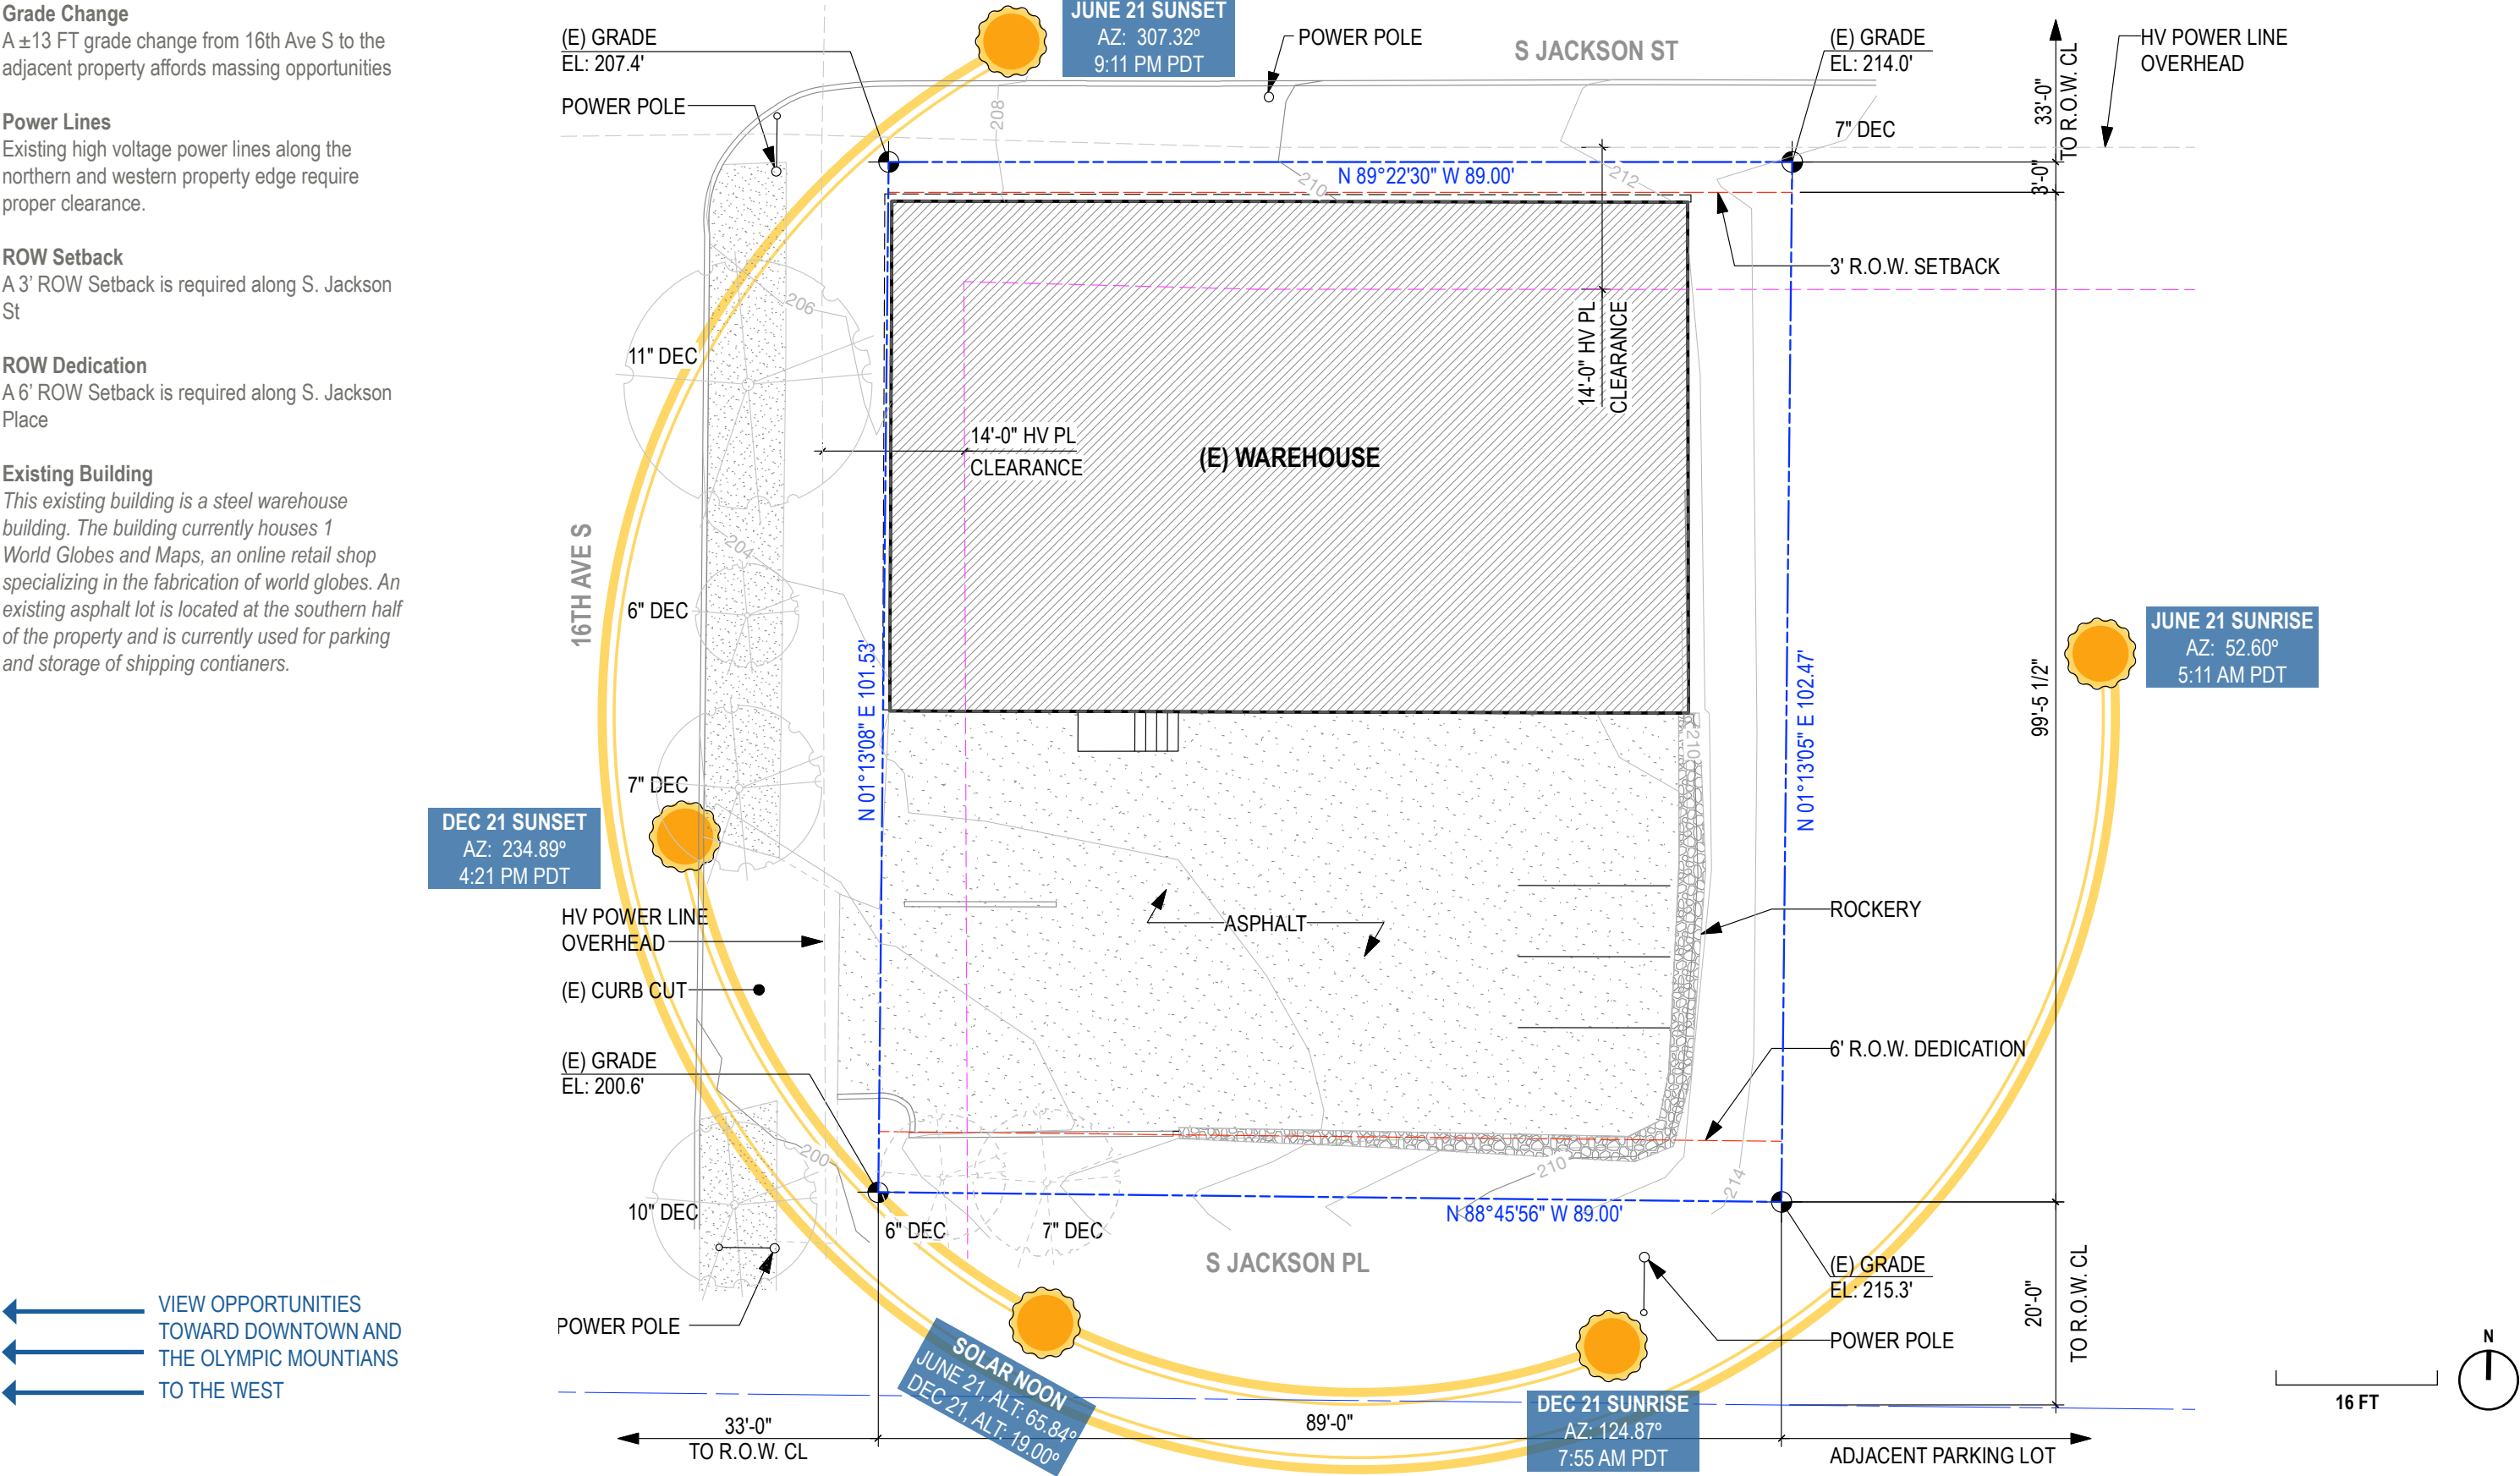 Grade Change
A ±13 FT grade change from 16th Ave S to the
adjacent property affords massing opportunities
Power Lines
Existing high voltage power lines along the
northern and western property edge require
proper clearance.
ROW Setback
A 3’ ROW Setback is required along S. Jackson
St
ROW Dedication
A 6’ ROW Setback is required along S. Jackson
Place
Existing Building
This existing building is a steel warehouse
building. The building currently houses 1
World Globes and Maps, an online retail shop
specializing in the fabrication of world globes. An
existing asphalt lot is located at the southern half
of the property and is currently used for parking
and storage of shipping contianers.
VIEW OPPORTUNITIES
TOWARD DOWNTOWN AND
THE OLYMPIC MOUNTIANS
TO THE WEST
(E) GRADE
EL: 207.4'
POWER POLE
JUNE 21 SUNSET
AZ: 307.32º
9:11 PM PDT
POWER POLE
S JACKSON ST
(E) GRADE
EL: 214.0'
33'-0"
TO R.O.W. CL
HV POWER LINE
OVERHEAD
208
7" DEC
3'-0"
N 89°22'30" W 89.00'
210
212
3' R.O.W. SETBACK
206
11" DEC
14'-0" HV PL
CLEARANCE
14'-0" HV PL
CLEARANCE
(E) WAREHOUSE
16TH AVE S
204
6" DEC
N 01°13'08" E 101.53'
N 01°13'05" E 102.47'
99'-5 1/2"
JUNE 21 SUNRISE
AZ: 52.60º
5:11 AM PDT
210
7" DEC
DEC 21 SUNSET
AZ: 234.89º
4:21 PM PDT
HV POWER LINE
OVERHEAD
ASPHALT
ROCKERY
(E) CURB CUT
6' R.O.W. DEDICATION
(E) GRADE
EL: 200.6'
200
210
214
10" DEC
6" DEC
7" DEC
N 88°45'56" W 89.00'
S JACKSON PL
(E) GRADE
EL: 215.3'
20'-0"
TO R.O.W. CL
POWER POLE
POWER POLE
SOLAR NOON
JUNE 21, ALT: 65.84º
DEC 21, ALT: 19.00º
DEC 21 SUNRISE
AZ: 124.87º
7:55 AM PDT
33'-0"
TO R.O.W. CL
89'-0"
ADJACENT PARKING LOT
16 FT
N